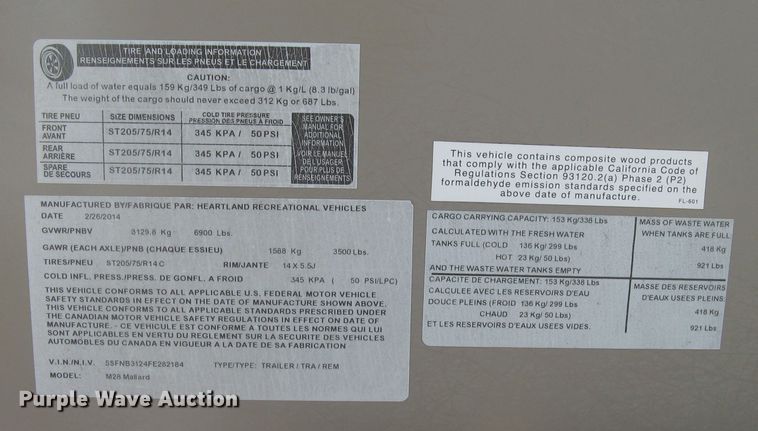 TIRE AND LOADING INFORMATION
RENSEIGNEMENTS SUR LES PNEUS ET LE CHARGEMENT
CAUTION:
A full load of water equals 159 Kg/349 Lbs of cargo @ 1 Kg/L (8.3 lb/gal)
The weight of the cargo should never exceed 312 Kg or 687 Lbs.
TIRE PNEU SIZE DIMENSIONS COLD TIRE PRESSURE
PRESSION DES PNEUS À FROID
FRONT
AVANT ST205/75/R14 345 KPA / 50 PSI
REAR
ARRIÈRE ST205/75/R14 345 KPA / 50 PSI
SPARE
DE SECOURS ST205/75/R14 345 KPA / 50 PSI
SEE OWNER'S
MANUAL FOR
ADDITIONAL
INFORMATION
VOIR LE MANUEL
DE L'USAGER
POUR PLUS DE
RENSEIGNEMENTS
MANUFACTURED BY/FABRIQUE PAR: HEARTLAND RECREATIONAL VEHICLES
DATE 2/26/2014
GVWR/PNBV 3129.8 Kg 6900 Lbs.
GAWR (EACH AXLE)/PNB (CHAQUE ESSIEU) 1588 Kg 3500 Lbs.
TIRES/PNEU ST205/75/R14 C RIM/JANTE 14 X 5.5J
COLD INFL. PRESS./PRESS. DE GONFL. A FROID 345 KPA ( 50 PSI/LPC)
THIS VEHICLE CONFORMS TO ALL APPLICABLE U.S. FEDERAL MOTOR VEHICLE
SAFETY STANDARDS IN EFFECT ON THE DATE OF MANUFACTURE SHOWN ABOVE.
THIS VEHICLE CONFORMS TO ALL APPLICABLE STANDARDS PRESCRIBED UNDER
THE CANADIAN MOTOR VEHICLE SAFETY REGULATIONS IN EFFECT ON DATE OF
MANUFACTURE. - CE VEHICULE EST CONFORME A TOUTES LES NORMES QUI LUI
SONT APPLICABLES EN VERTU DU REGLEMENT SUR LA SECURITE DES VEHICLES
AUTOMOBILES DU CANADA EN VIGUEUR A LA DATE DE SA FABRICATION
V.I.N./N.I.V. 5SFNB3124FE282184 TYPE/TYPE: TRAILER / TRA / REM
MODEL: M28 Mallard
This vehicle contains composite wood products
that comply with the applicable California Code of
Regulations Section 93120.2(a) Phase 2 (P2)
formaldehyde emission standards specified on the
above date of manufacture.
FL-601
CARGO CARRYING CAPACITY: 153 Kg/338 Lbs
CALCULATED WITH THE FRESH WATER
TANKS FULL (COLD 136 Kg/ 299 Lbs
HOT 23 Kg/ 50 Lbs)
AND THE WASTE WATER TANKS EMPTY
MASS OF WASTE WATER
WHEN TANKS ARE FULL
418 KG
921 Lbs
CAPACITE DE CHARGEMENT: 153 Kg/338 Lbs
CALCULEE AVEC LES RESERVOIRS D'EAU
DOUCE PLEINS (FROID 136 Kg/ 299 Lbs
CHAUD 23 Kg/ 50 Lbs)
ET LES RESERVOIRS D'EAUX USEES VIDES.
MASSE DES RESERVOIRS
D'EAUX USEES PLEINS:
418 Kg
921 Lbs
Purple Wave Auction